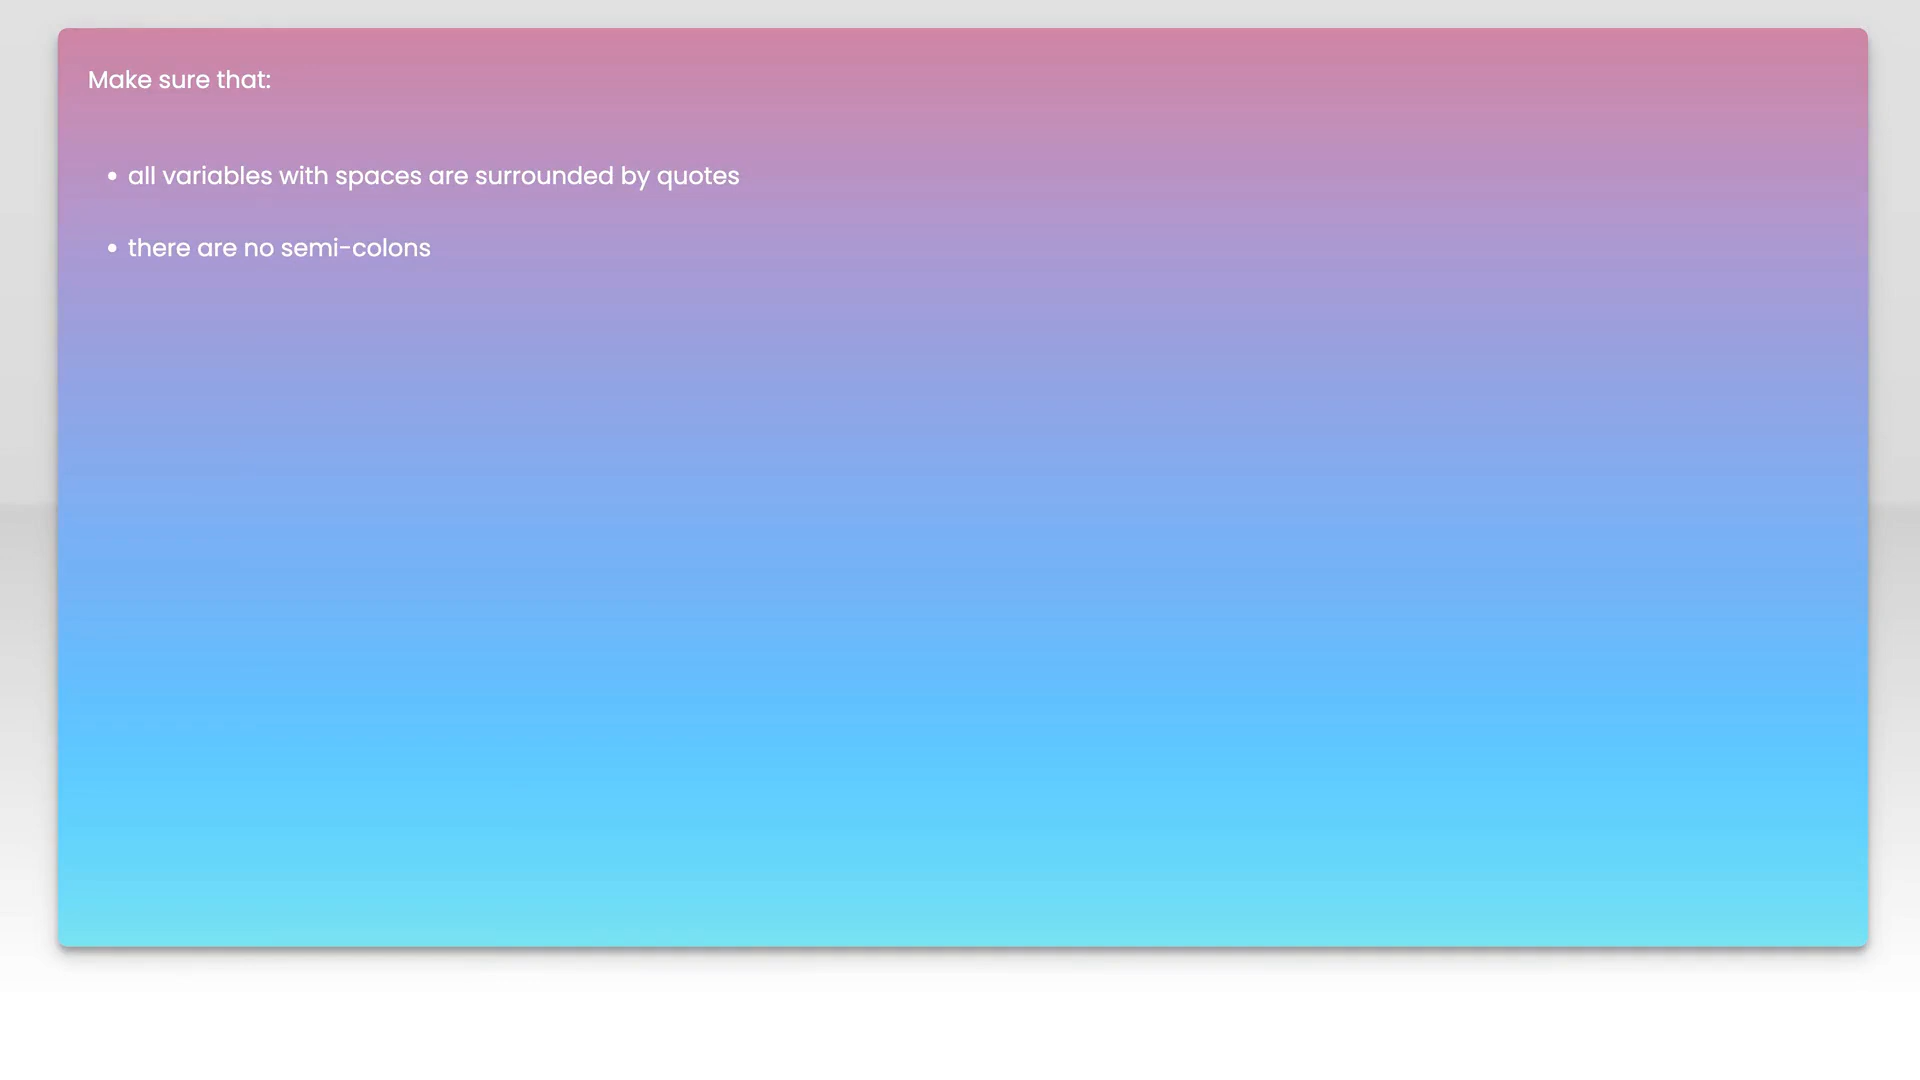 Make sure that:
• all variables with spaces are surrounded by quotes
• there are no semi-colons